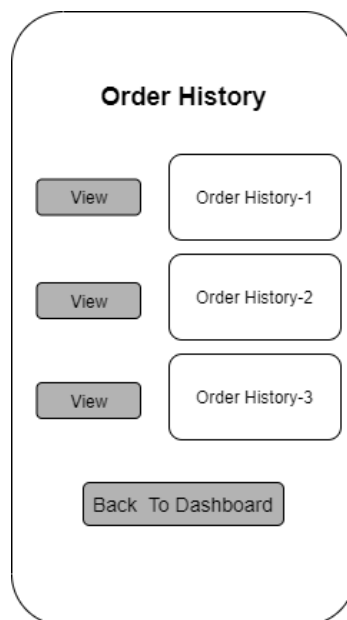 Order History
View
Order History-1
View
Order History-2
View
Order History-3
Back To Dashboard